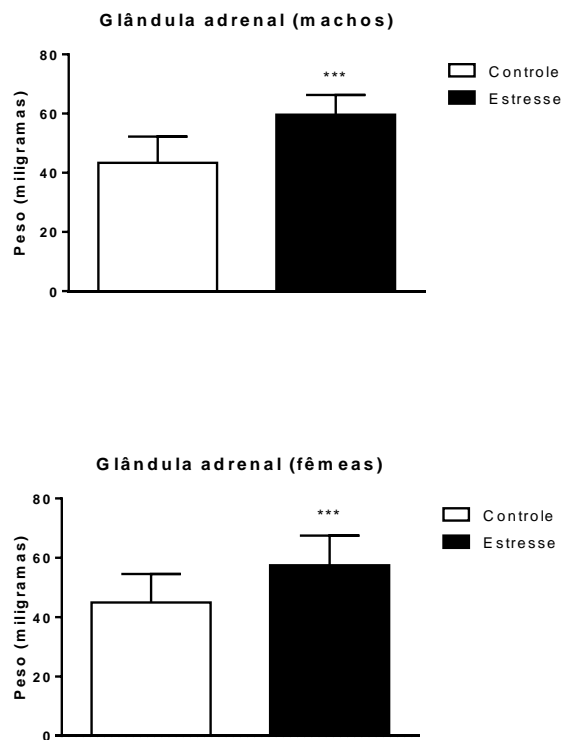 Glândula adrenal (machos)
80
60
40
20
0
Peso (miligramas)
***
Controle
Estresse
Glândula adrenal (fêmeas)
80
60
40
20
0
Peso (miligramas)
***
Controle
Estresse